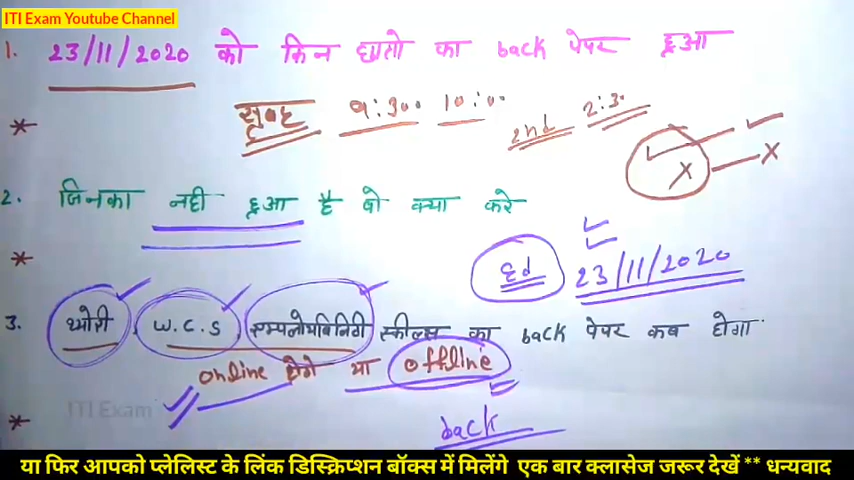 ITI Exam Youtube Channel
1. 23/11/2020 को किन छात्रो का back पेपर हुआ
सुबह 9:30 10:00 2nd 2:30
2. जिनका नही हुआ है वो क्या करे
Ed 23/11/2020
3. थ्योरी, W.C.S एम्पलोयबिलिटी स्कील्स का back पेपर कब होगा
online होगे या offline
ITI Exam
back
या फिर आपको प्लेलिस्ट के लिंक डिस्क्रिप्शन बॉक्स में मिलेंगे एक बार क्लासेज जरूर देखें ** धन्यवाद